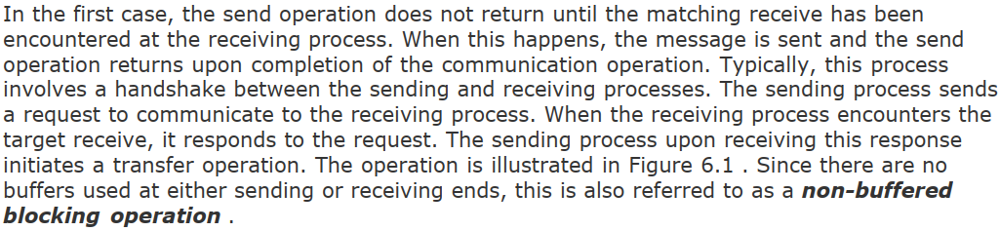 In the first case, the send operation does not return until the matching receive has been
encountered at the receiving process. When this happens, the message is sent and the send
operation returns upon completion of the communication operation. Typically, this process
involves a handshake between the sending and receiving processes. The sending process sends
a request to communicate to the receiving process. When the receiving process encounters the
target receive, it responds to the request. The sending process upon receiving this response
initiates a transfer operation. The operation is illustrated in Figure 6.1 . Since there are no
buffers used at either sending or receiving ends, this is also referred to as a non-buffered
blocking operation .